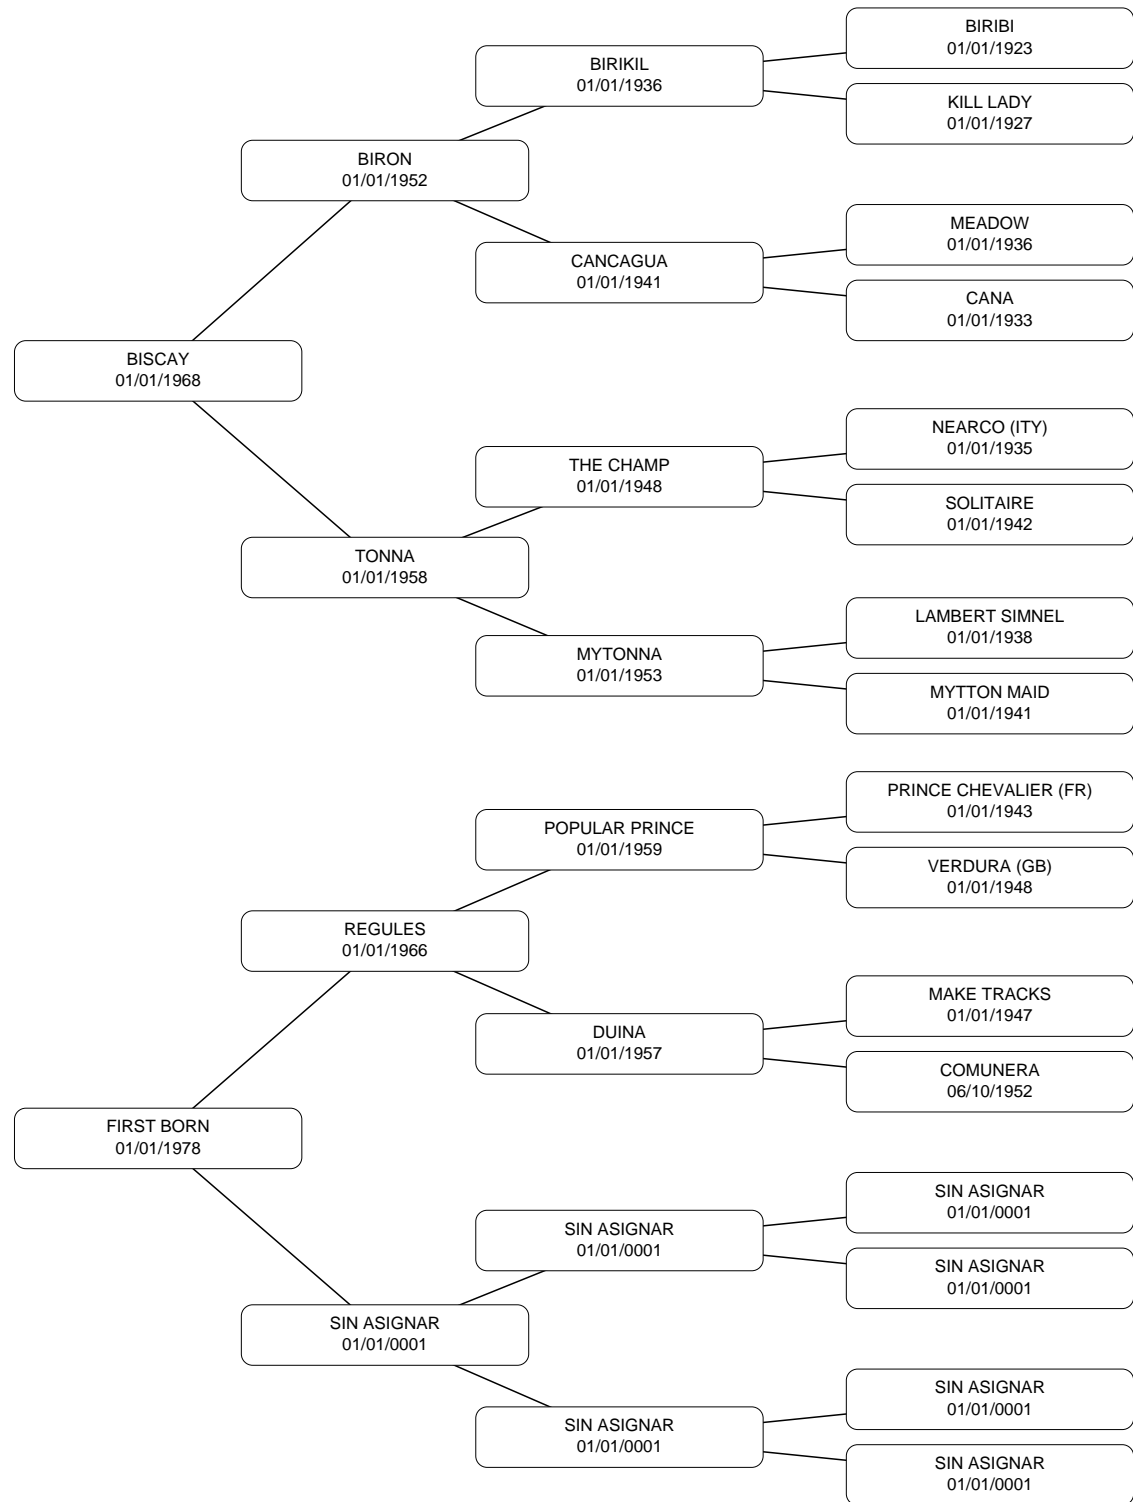 BIRIBI
01/01/1923
BIRIKIL
01/01/1936
KILL LADY
01/01/1927
BIRON
01/01/1952
MEADOW
01/01/1936
CANCAGUA
01/01/1941
CANA
01/01/1933
BISCAY
01/01/1968
NEARCO (ITY)
01/01/1935
THE CHAMP
01/01/1948
SOLITAIRE
01/01/1942
TONNA
01/01/1958
LAMBERT SIMNEL
01/01/1938
MYTONNA
01/01/1953
MYTTON MAID
01/01/1941
PRINCE CHEVALIER (FR)
01/01/1943
POPULAR PRINCE
01/01/1959
VERDURA (GB)
01/01/1948
REGULES
01/01/1966
MAKE TRACKS
01/01/1947
DUINA
01/01/1957
COMUNERA
06/10/1952
FIRST BORN
01/01/1978
SIN ASIGNAR
01/01/0001
SIN ASIGNAR
01/01/0001
SIN ASIGNAR
01/01/0001
SIN ASIGNAR
01/01/0001
SIN ASIGNAR
01/01/0001
SIN ASIGNAR
01/01/0001
SIN ASIGNAR
01/01/0001